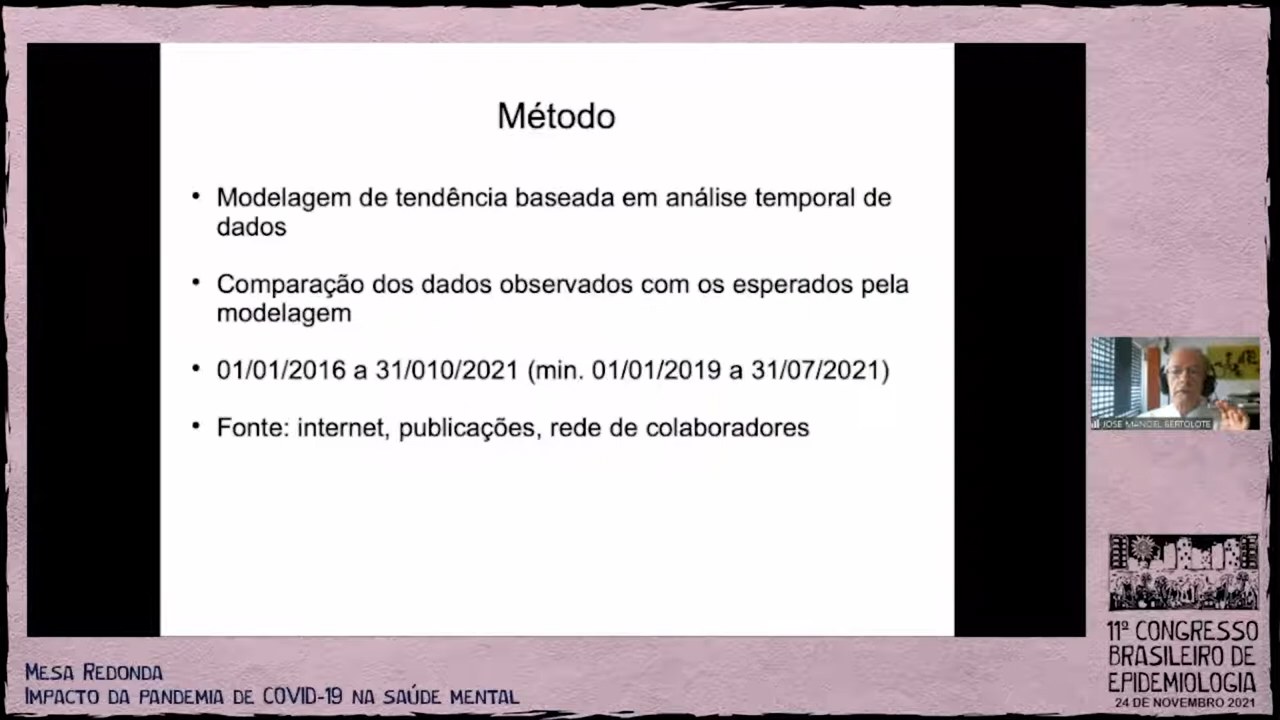 Método
• Modelagem de tendência baseada em análise temporal de
dados
• Comparação dos dados observados com os esperados pela
modelagem
• 01/01/2016 a 31/010/2021 (min. 01/01/2019 a 31/07/2021)
• Fonte: internet, publicações, rede de colaboradores
JOSE MANOEL BERTOLOTE
11º CONGRESSO
BRASILEIRO DE
EPIDEMIOLOGIA
24 DE NOVEMBRO 2021
MESA REDONDA
IMPACTO DA PANDEMIA DE COVID-19 NA SAÚDE MENTAL